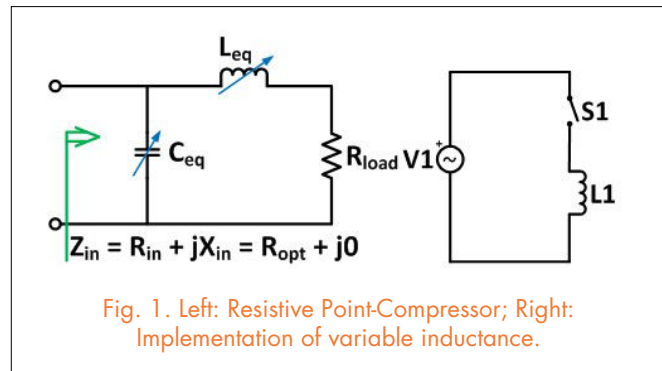 Leq
Ceq
Rload
V1
+
S1
L1
Zin = Rin + jXin = Ropt + j0
Fig. 1. Left: Resistive Point-Compressor; Right:
Implementation of variable inductance.